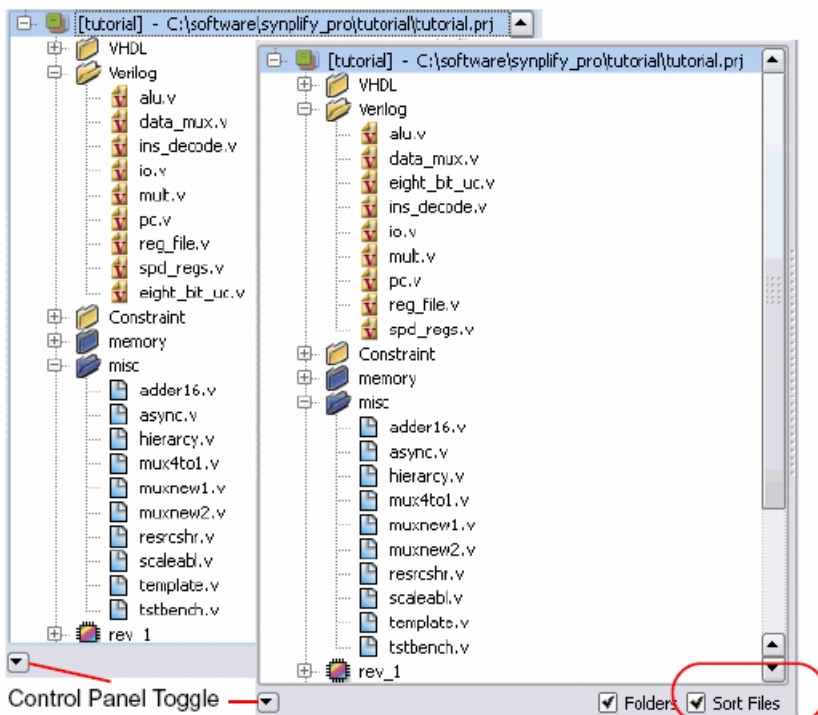 [tutorial] - C:\software\synplify_pro\tutorial\tutorial.prj
VHDL
Verilog
alu.v
data_mux.v
ins_decode.v
io.v
mult.v
pc.v
reg_file.v
spcl_regs.v
eight_bit_uc.v
Constraint
memory
misc
adder16.v
async.v
hierarcy.v
mux4to1.v
muxnew1.v
muxnew2.v
resrcshr.v
scaleabl.v
template.v
tstbench.v
rev_1
[tutorial] - C:\software\synplify_pro\tutorial\tutorial.prj
VHDL
Verilog
alu.v
data_mux.v
eight_bit_uc.v
ins_decode.v
io.v
mult.v
pc.v
reg_file.v
spcl_regs.v
Constraint
memory
misc
adder16.v
async.v
hierarcy.v
mux4to1.v
muxnew1.v
muxnew2.v
resrcshr.v
scaleabl.v
template.v
tstbench.v
rev_1
Control Panel Toggle
Folders
Sort Files